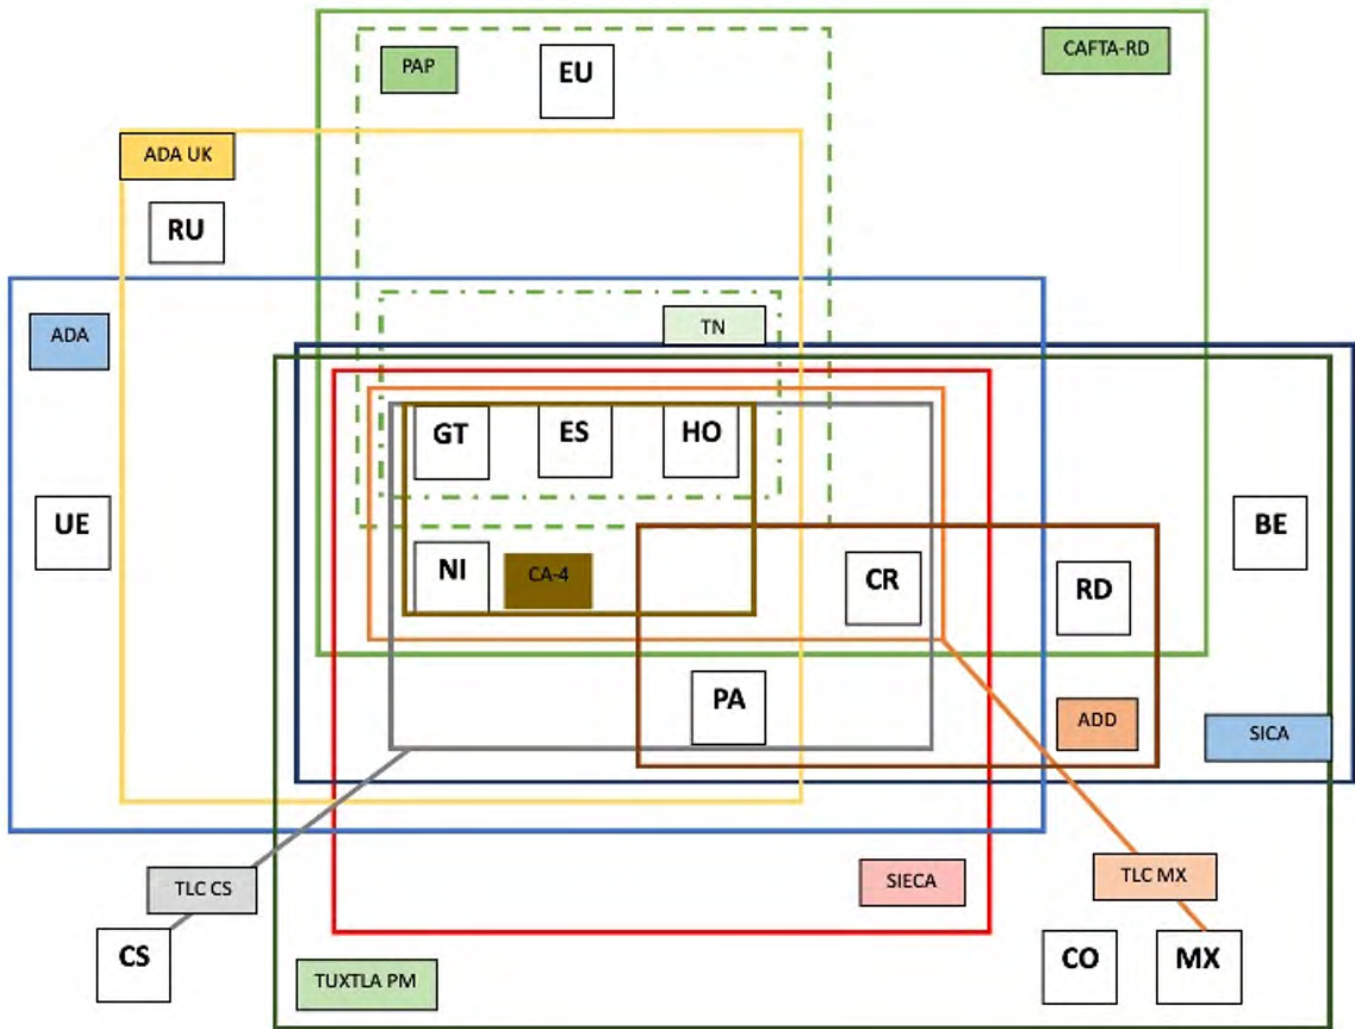 CAFTA-RD
PAP
EU
ADA UK
RU
ADA
TN
GT
ES
HO
UE
BE
NI
CA-4
CR
RD
PA
ADD
SICA
TLC CS
SIECA
TLC MX
CS
CO
MX
TUXTLA PM